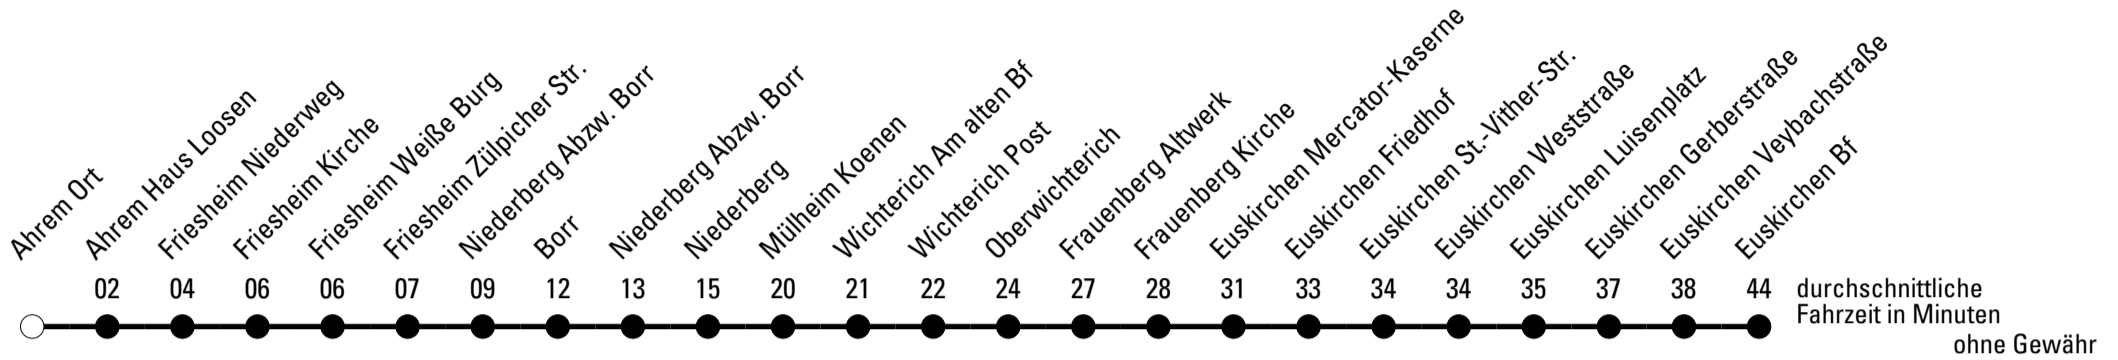 Ahrem Ort
Ahrem Haus Loosen
Friesheim Niederweg
Friesheim Kirche
Friesheim Weiße Burg
Friesheim Zülpicher Str.
Niederberg Abzw. Borr
Borr
Niederberg Abzw. Borr
Niederberg
Mülheim Koenen
Wichterich Am alten Bf
Wichterich Post
Oberwichterich
Frauenberg Altwerk
Frauenberg Kirche
Euskirchen Mercator-Kaserne
Euskirchen Friedhof
Euskirchen St.-Vither-Str.
Euskirchen Weststraße
Euskirchen Luisenplatz
Euskirchen Gerberstraße
Euskirchen Veybachstraße
Euskirchen Bf
02 04 06 06 07 09 12 13 15 20 21 22 24 27 28 31 33 34 34 35 37 38 44 durchschnittliche
Fahrzeit in Minuten
ohne Gewähr